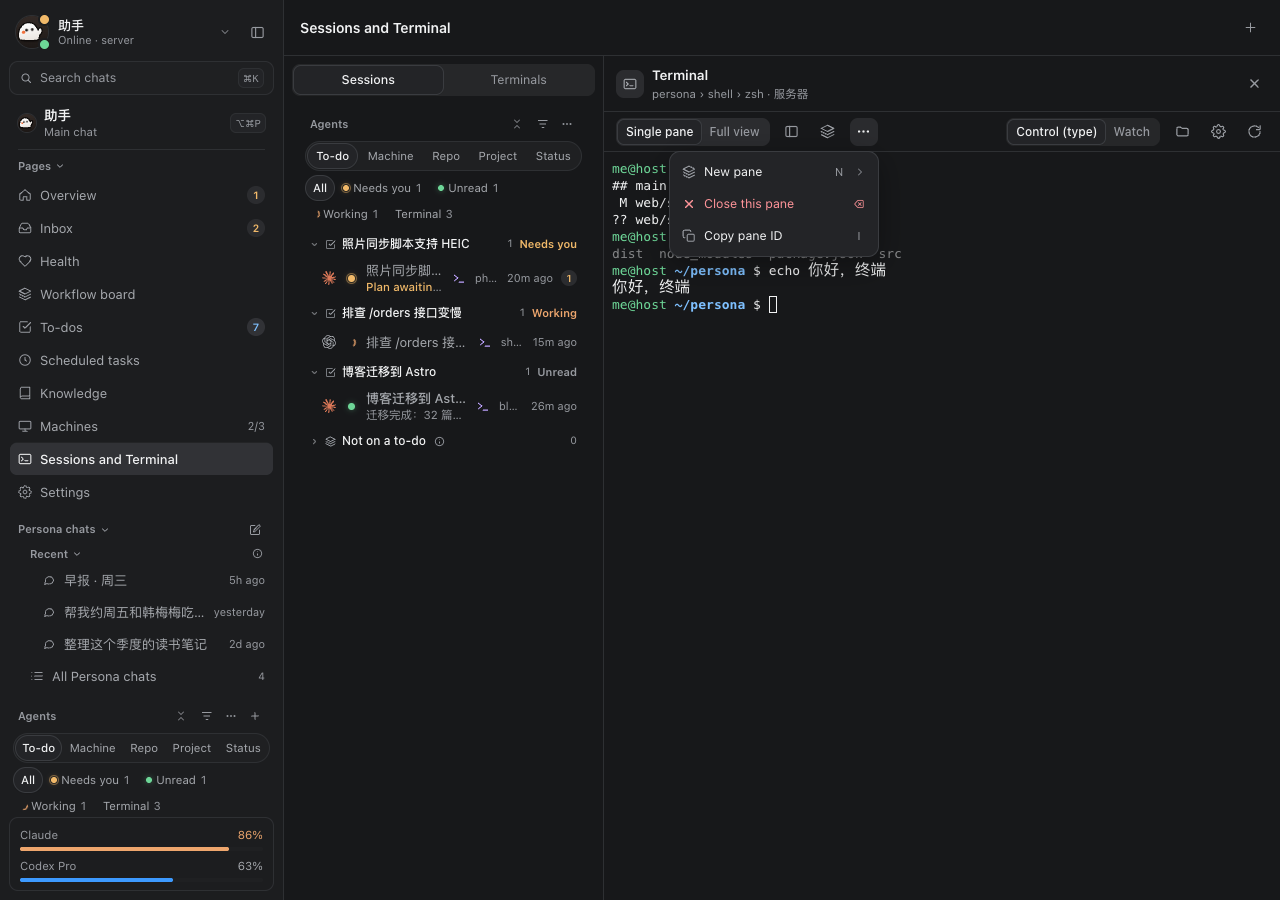 助手
Online · server
Search chats ⌘K
助手
Main chat
⌥⌘P
Pages
Overview 1
Inbox 2
Health
Workflow board
To-dos 7
Scheduled tasks
Knowledge
Machines 2/3
Sessions and Terminal
Settings
Persona chats
Recent
早报 · 周三 5h ago
帮我约周五和韩梅梅吃... yesterday
整理这个季度的读书笔记 2d ago
All Persona chats 4
Agents
To-do Machine Repo Project Status
All Needs you 1 Unread 1
Working 1 Terminal 3
Claude 86%
Codex Pro 63%
Sessions and Terminal
Sessions Terminals
Agents
To-do Machine Repo Project Status
All Needs you 1 Unread 1
Working 1 Terminal 3
照片同步脚本支持 HEIC 1 Needs you
照片同步脚... ph... 20m ago 1
Plan awaitin...
排查 /orders 接口变慢 1 Working
排查 /orders 接... sh... 15m ago
博客迁移到 Astro 1 Unread
博客迁移到 Ast... bl... 26m ago
迁移完成：32 篇...
Not on a to-do 0
Terminal
persona › shell › zsh · 服务器
Single pane Full view
Control (type) Watch
New pane N
Close this pane
Copy pane ID I
me@host
## main
M web/
?? web/
me@host
dist src
me@host ~/persona $ echo 你好，终端
你好，终端
me@host ~/persona $